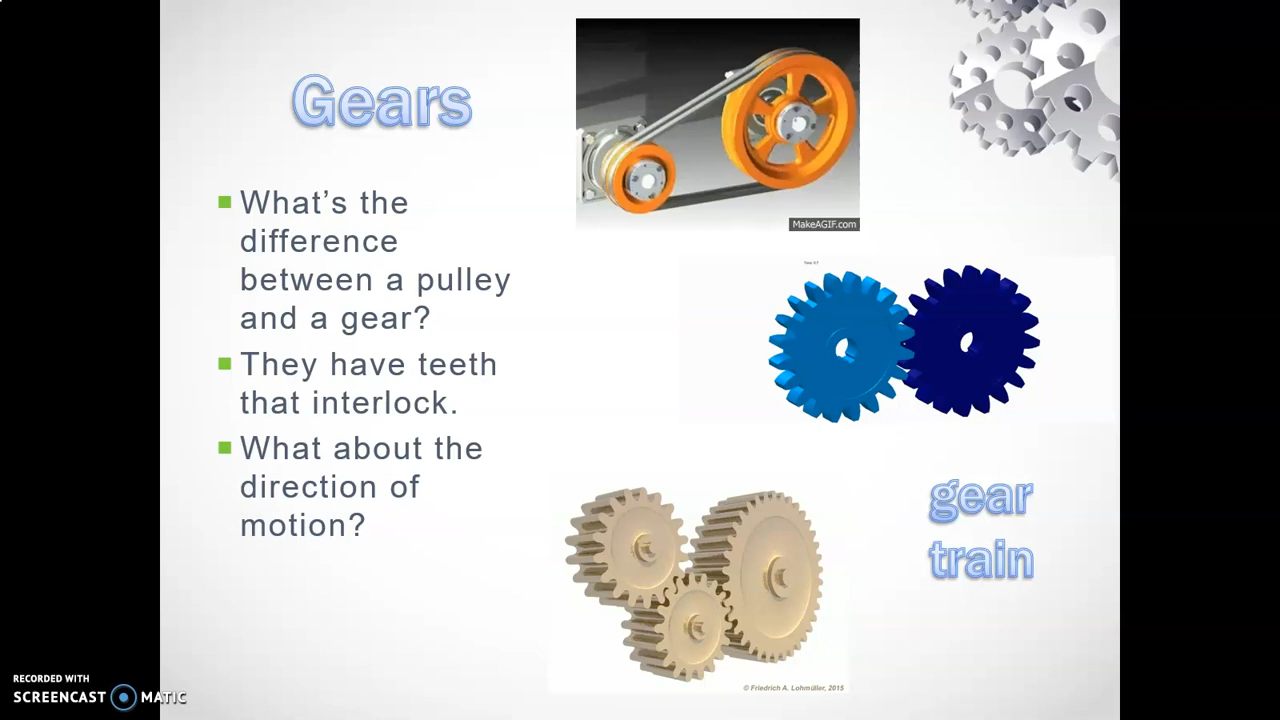 Gears
What’s the
difference
between a pulley
and a gear?
They have teeth
that interlock.
What about the
direction of
motion?
MakeAGIF.com
gear
train
© Friedrich A. Lohmüller, 2015
RECORDED WITH
SCREENCAST MATIC